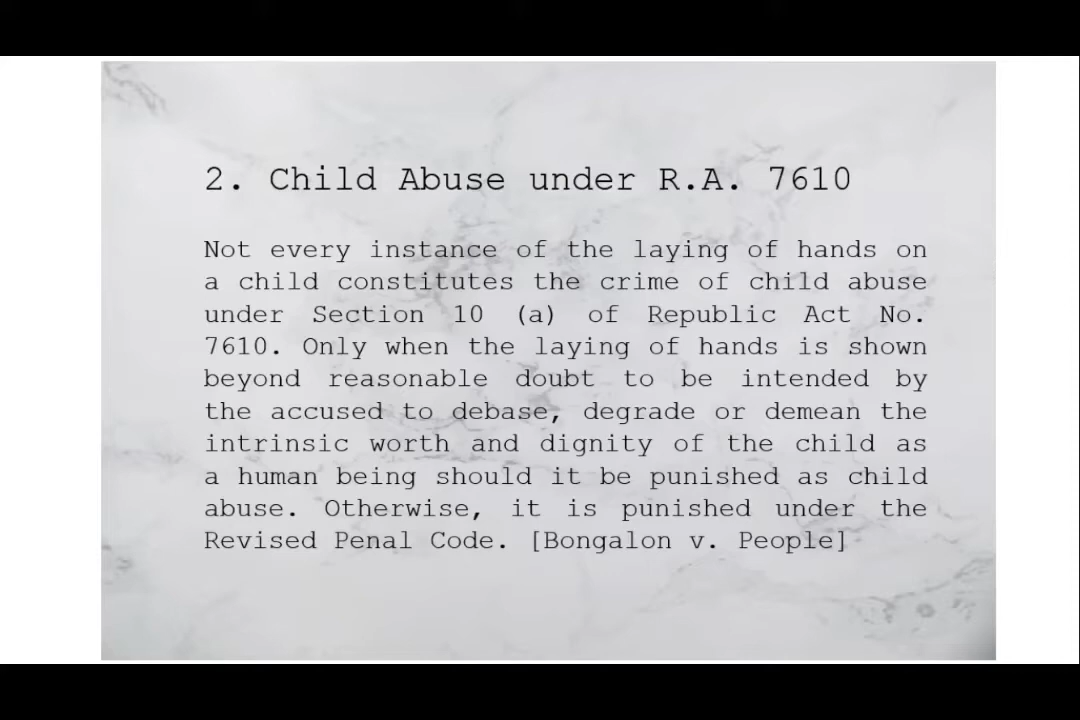 2. Child Abuse under R.A. 7610
Not every instance of the laying of hands on
a child constitutes the crime of child abuse
under Section 10 (a) of Republic Act No.
7610. Only when the laying of hands is shown
beyond reasonable doubt to be intended by
the accused to debase, degrade or demean the
intrinsic worth and dignity of the child as
a human being should it be punished as child
abuse. Otherwise, it is punished under the
Revised Penal Code. [Bongalon v. People]